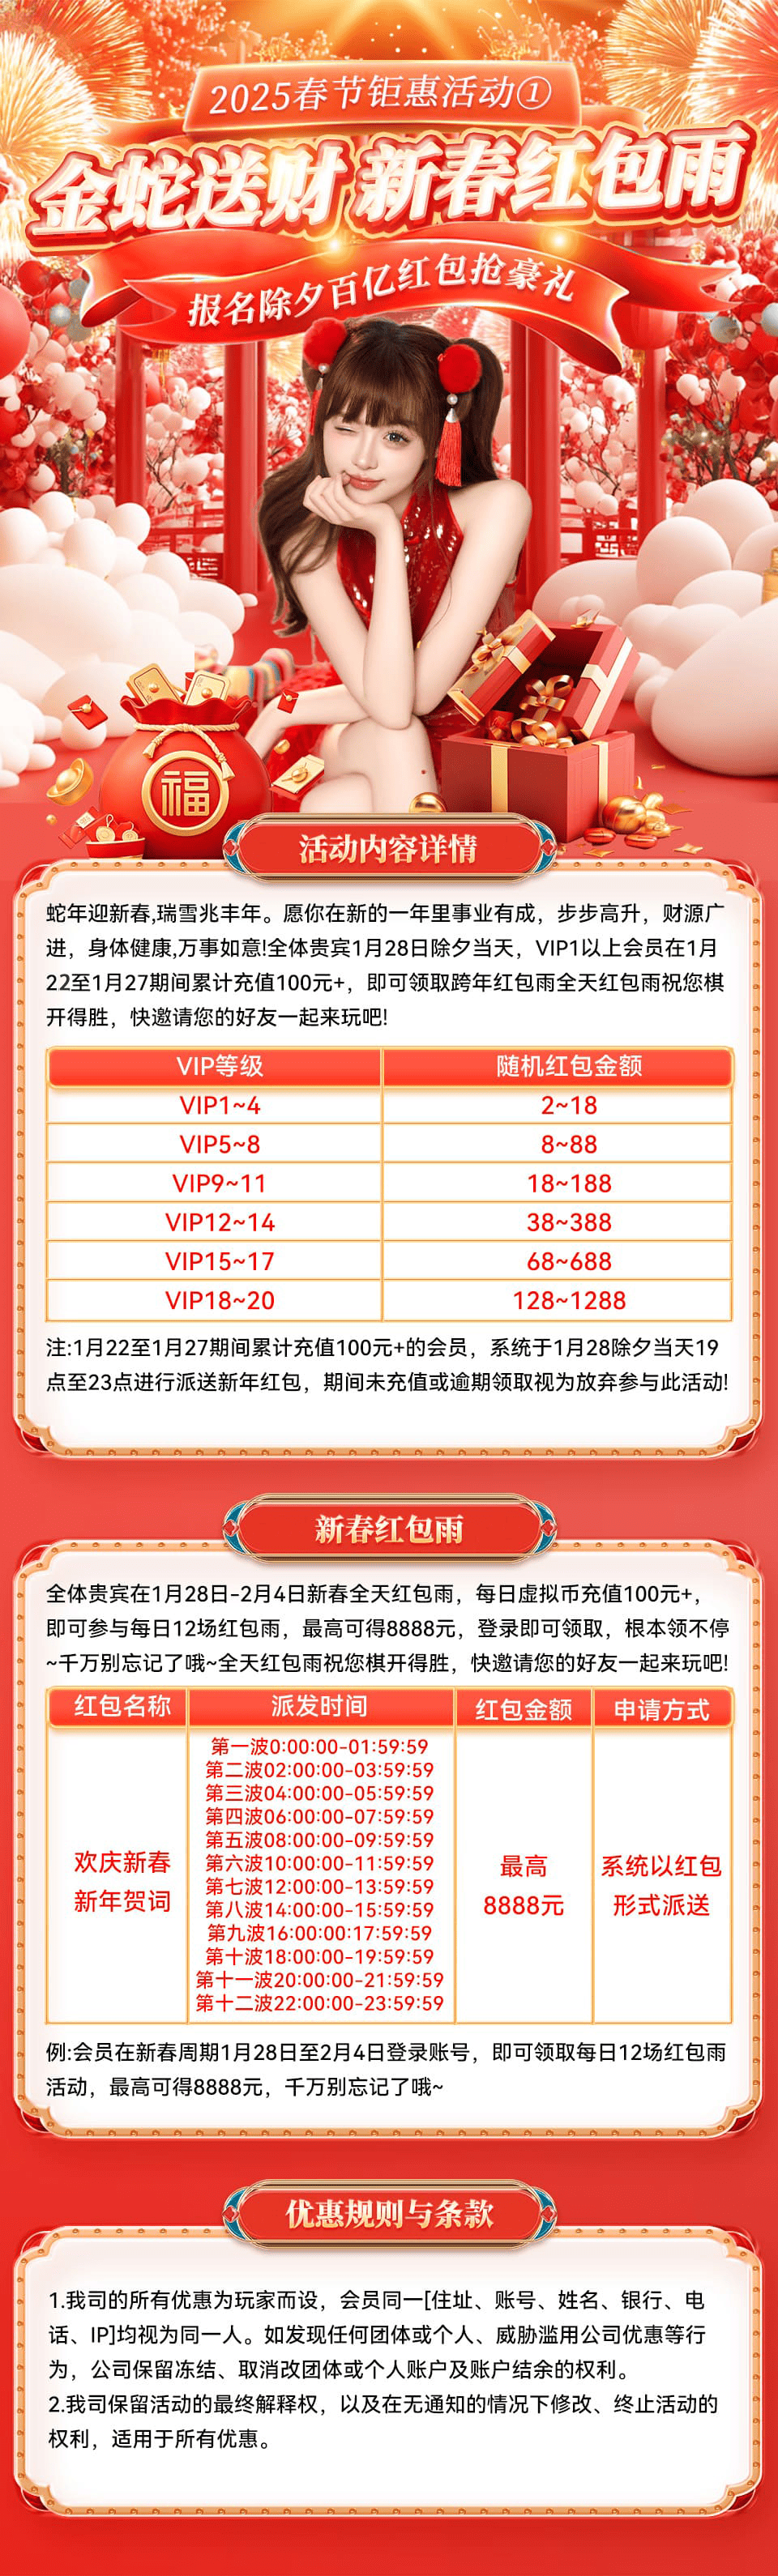 2025春节钜惠活动①
金蛇送财 新春红包雨
报名除夕百亿红包抢豪礼
福
活动内容详情
蛇年迎新春,瑞雪兆丰年。愿你在新的一年里事业有成，步步高升，财源广
进，身体健康,万事如意!全体贵宾1月28日除夕当天，VIP1以上会员在1月
22至1月27期间累计充值100元+，即可领取跨年红包雨全天红包雨祝您棋
开得胜，快邀请您的好友一起来玩吧!
VIP等级 随机红包金额
VIP1~4 2~18
VIP5~8 8~88
VIP9~11 18~188
VIP12~14 38~388
VIP15~17 68~688
VIP18~20 128~1288
注:1月22至1月27期间累计充值100元+的会员，系统于1月28除夕当天19
点至23点进行派送新年红包，期间未充值或逾期领取视为放弃参与此活动!
新春红包雨
全体贵宾在1月28日-2月4日新春全天红包雨，每日虚拟币充值100元+，
即可参与每日12场红包雨，最高可得8888元，登录即可领取，根本领不停
~千万别忘记了哦~全天红包雨祝您棋开得胜，快邀请您的好友一起来玩吧!
红包名称 派发时间 红包金额 申请方式
第一波0:00:00-01:59:59
第二波02:00:00-03:59:59
第三波04:00:00-05:59:59
第四波06:00:00-07:59:59
第五波08:00:00-09:59:59
第六波10:00:00-11:59:59
第七波12:00:00-13:59:59
第八波14:00:00-15:59:59
第九波16:00:00:17:59:59
第十波18:00:00-19:59:59
第十一波20:00:00-21:59:59
第十二波22:00:00-23:59:59
欢庆新春
新年贺词
最高
8888元
系统以红包
形式派送
例:会员在新春周期1月28日至2月4日登录账号，即可领取每日12场红包雨
活动，最高可得8888元，千万别忘记了哦~
优惠规则与条款
1.我司的所有优惠为玩家而设，会员同一[住址、账号、姓名、银行、电
话、IP]均视为同一人。如发现任何团体或个人、威胁滥用公司优惠等行
为，公司保留冻结、取消改团体或个人账户及账户结余的权利。
2.我司保留活动的最终解释权，以及在无通知的情况下修改、终止活动的
权利，适用于所有优惠。